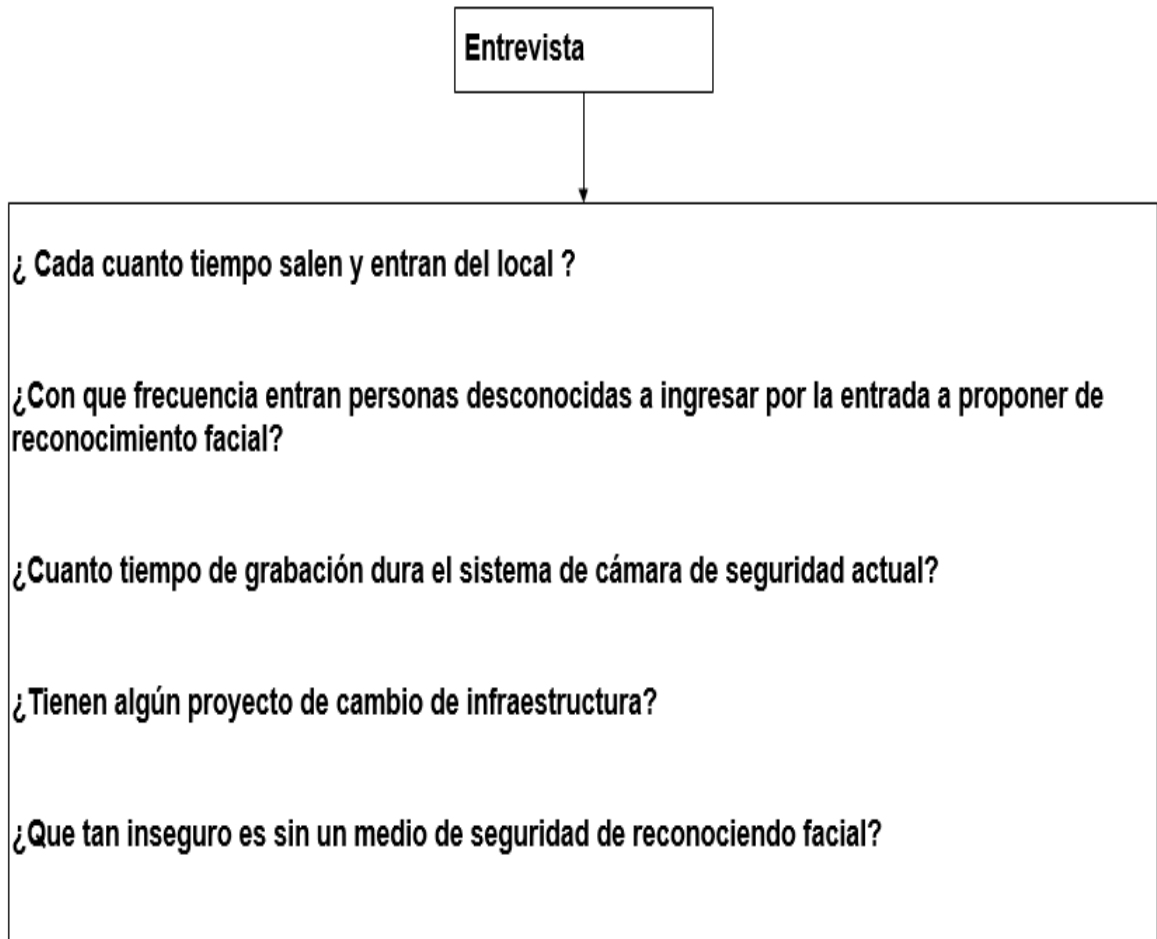 Entrevista
¿ Cada cuanto tiempo salen y entran del local ?
¿Con que frecuencia entran personas desconocidas a ingresar por la entrada a proponer de
reconocimiento facial?
¿Cuanto tiempo de grabación dura el sistema de cámara de seguridad actual?
¿Tienen algún proyecto de cambio de infraestructura?
¿Que tan inseguro es sin un medio de seguridad de reconociendo facial?